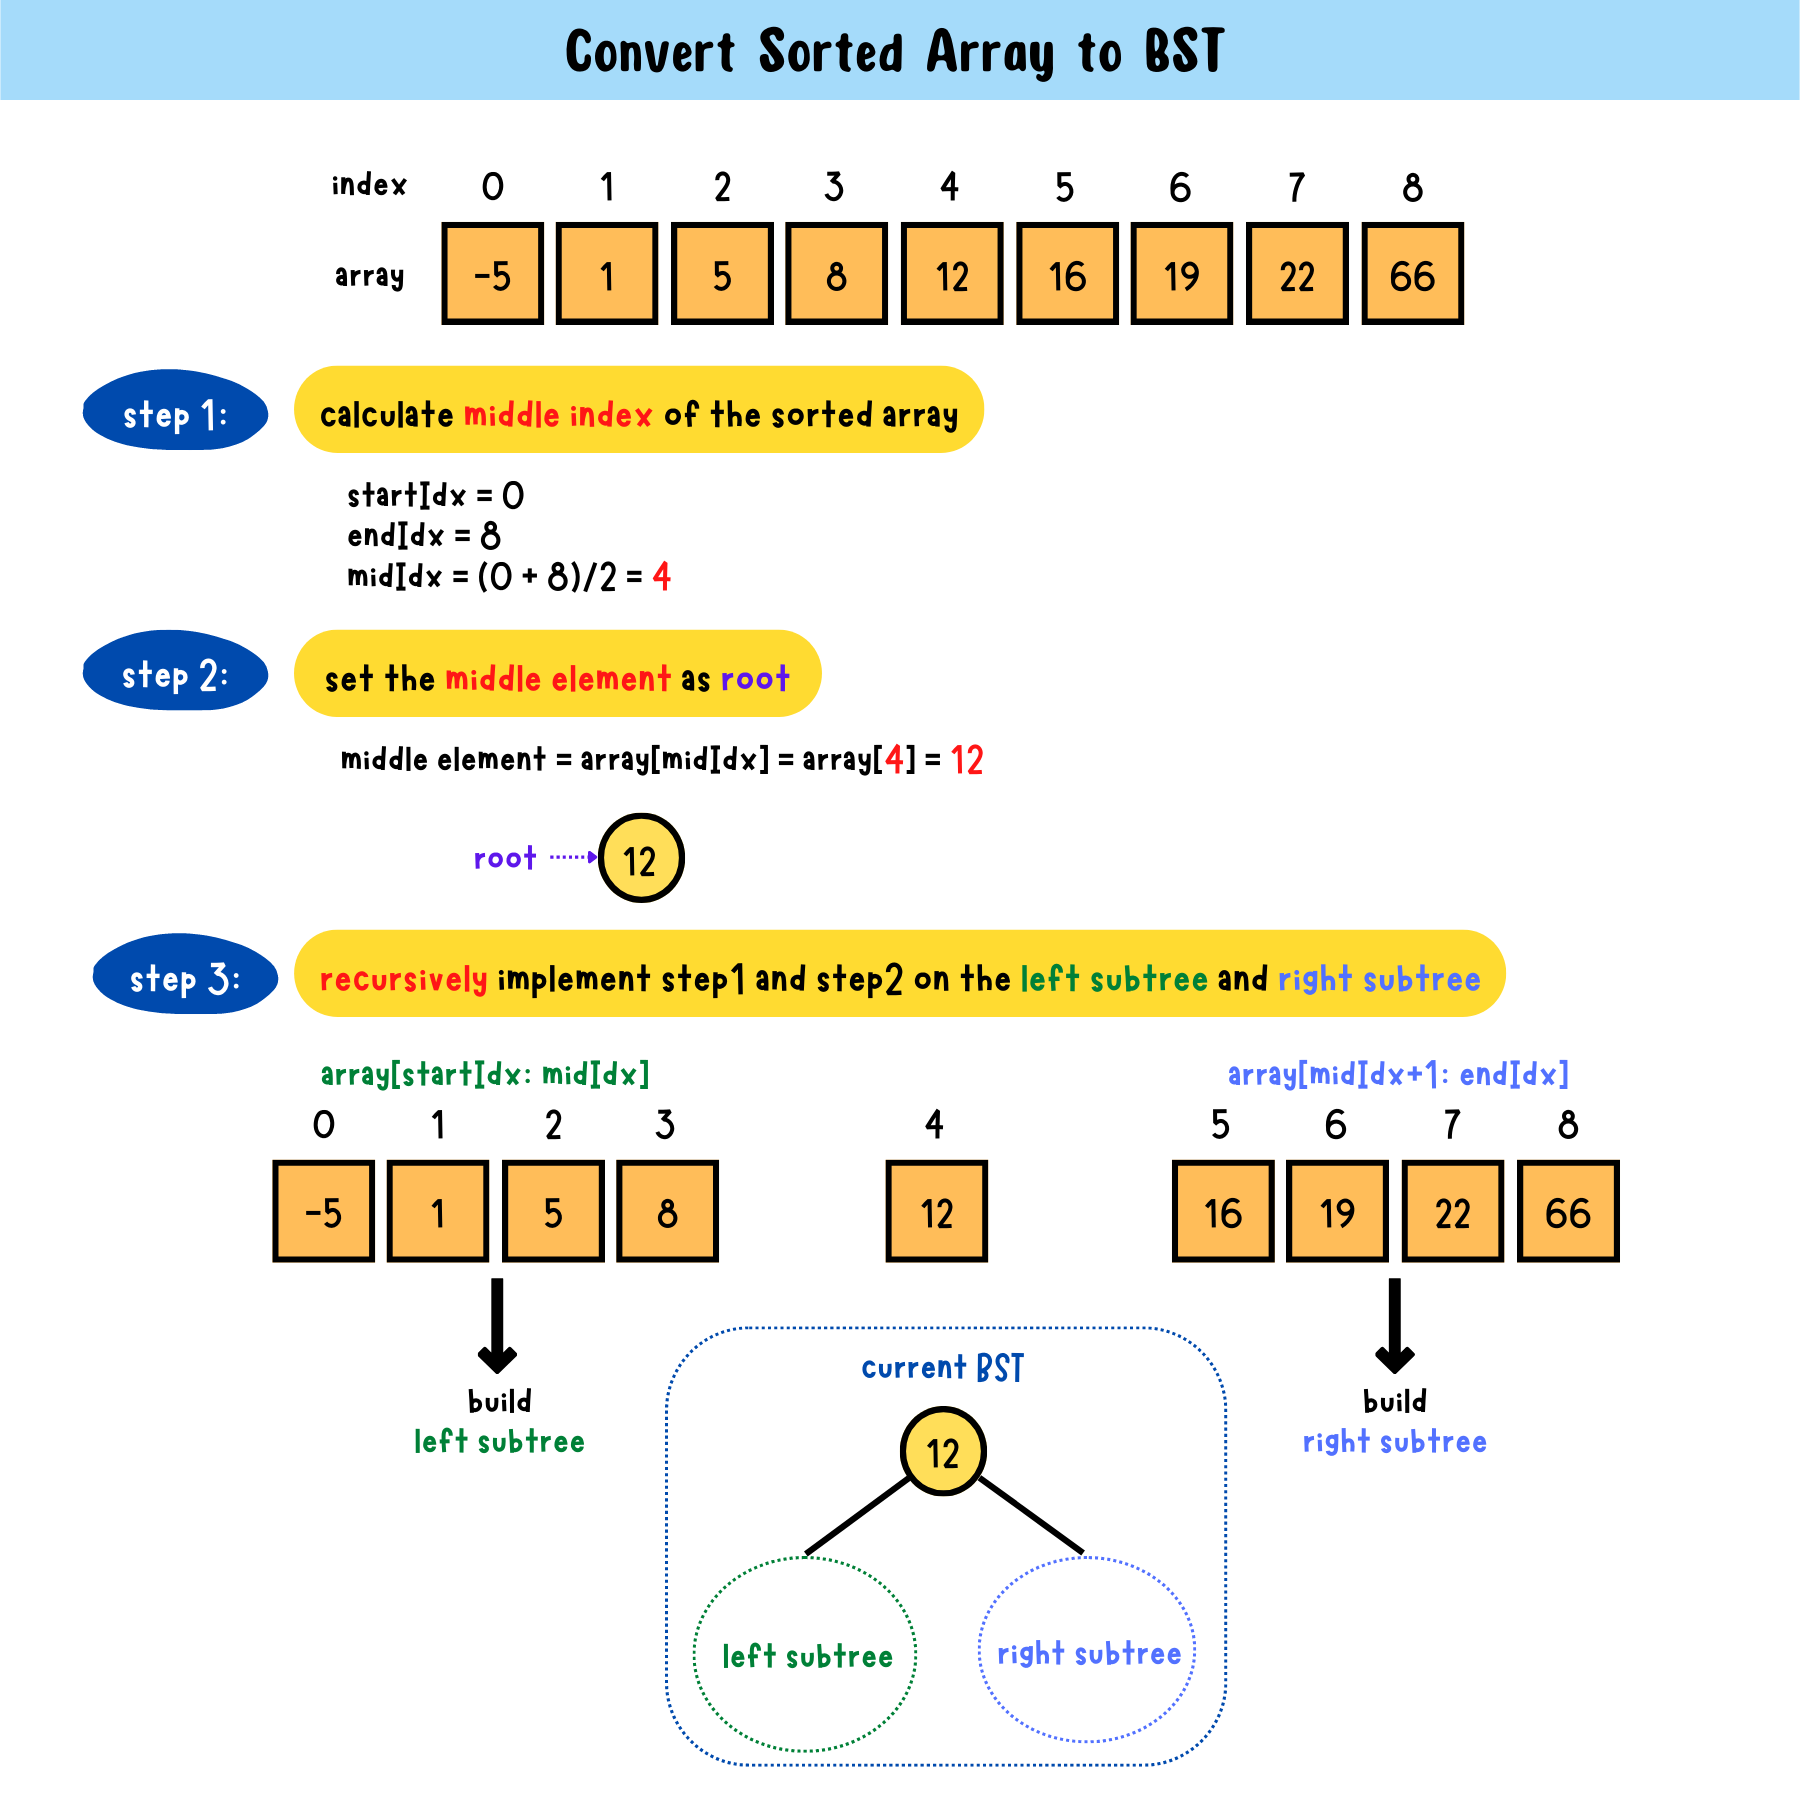 Convert Sorted Array to BST
index 0 1 2 3 4 5 6 7 8
array -5 1 5 8 12 16 19 22 66
step 1: calculate middle index of the sorted array
startIdx = 0
endIdx = 8
midIdx = (0 + 8)/2 = 4
step 2: set the middle element as root
middle element = array[midIdx] = array[4] = 12
root 12
step 3: recursively implement step1 and step2 on the left subtree and right subtree
array[startIdx: midIdx] array[midIdx+1: endIdx]
0 1 2 3 4 5 6 7 8
-5 1 5 8 12 16 19 22 66
current BST
build build
left subtree right subtree
12
left subtree right subtree